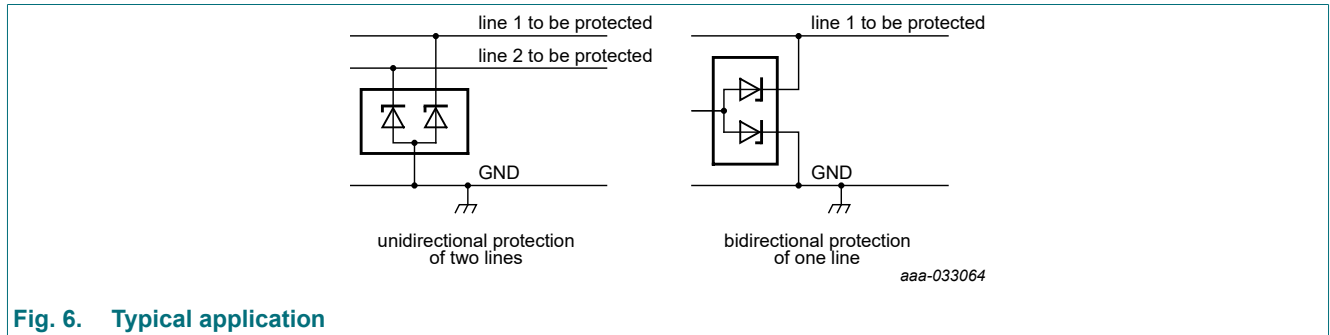 line 1 to be protected
line 2 to be protected
GND
unidirectional protection
of two lines
line 1 to be protected
GND
bidirectional protection
of one line
aaa-033064
Fig. 6. Typical application